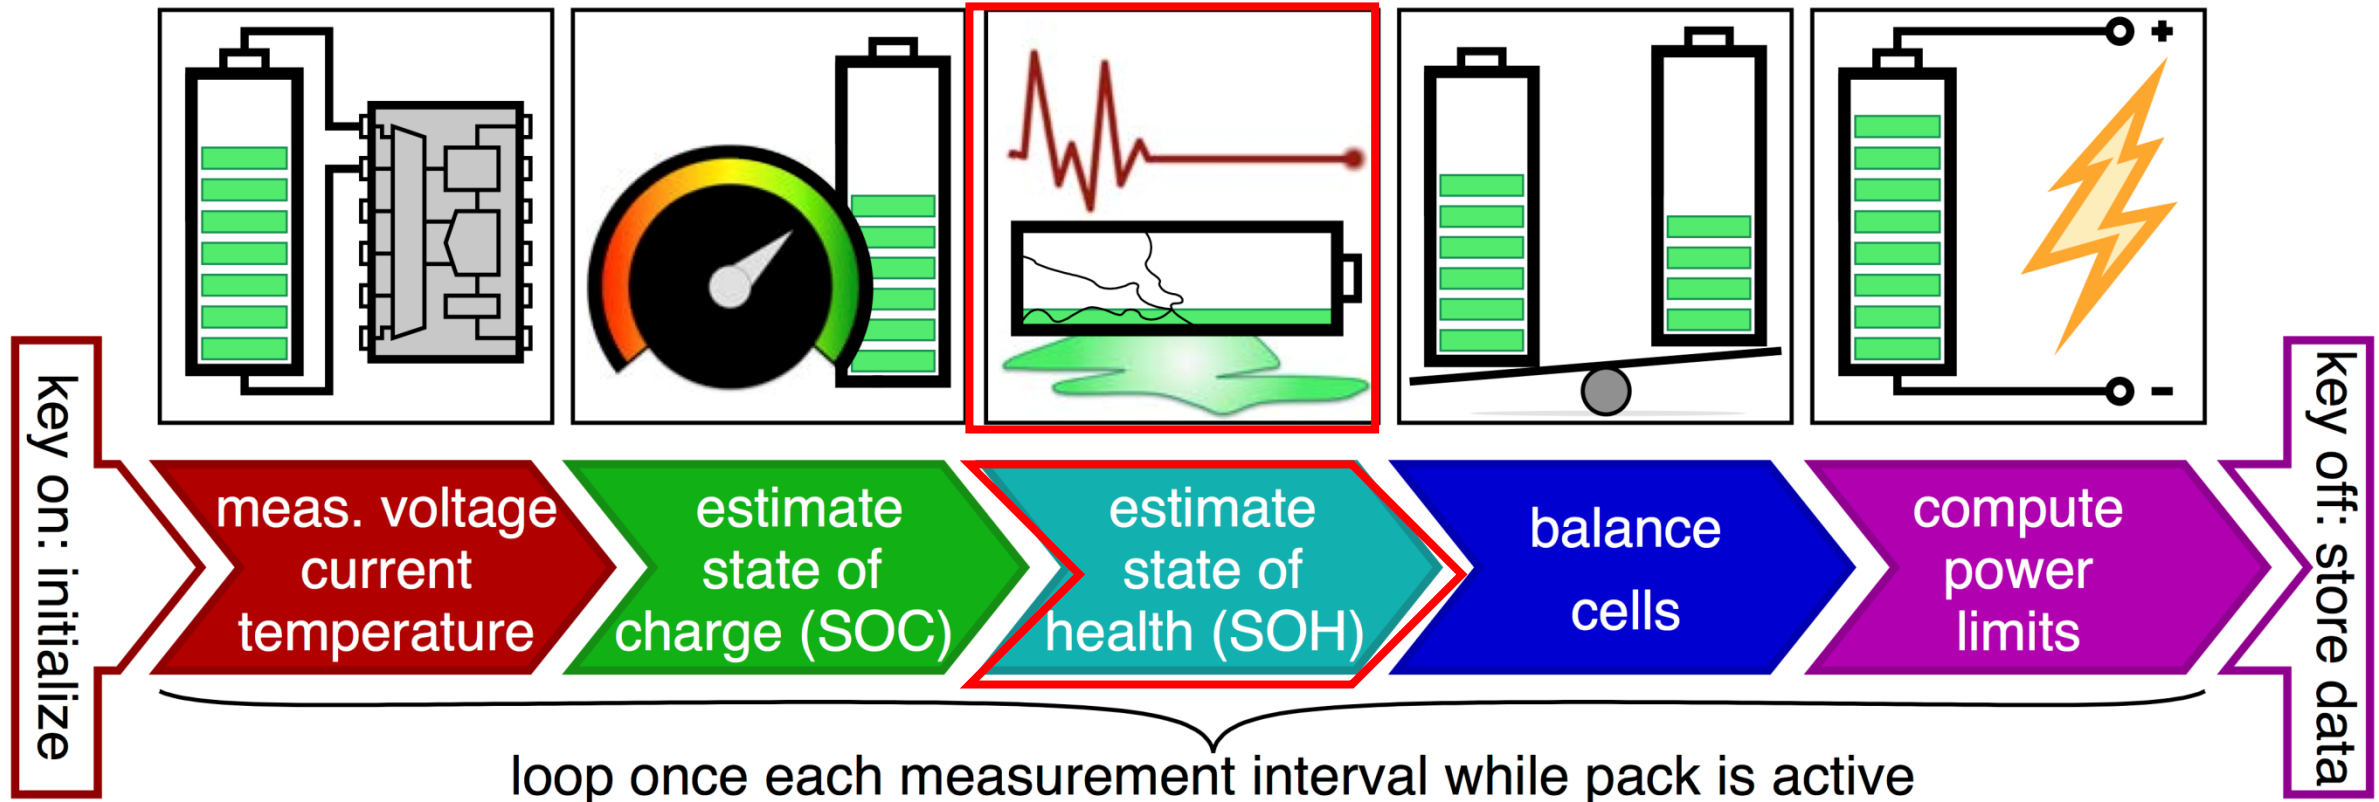 +
-
key on: initialize
meas. voltage
current
temperature
estimate
state of
charge (SOC)
estimate
state of
health (SOH)
balance
cells
compute
power
limits
key off: store data
loop once each measurement interval while pack is active